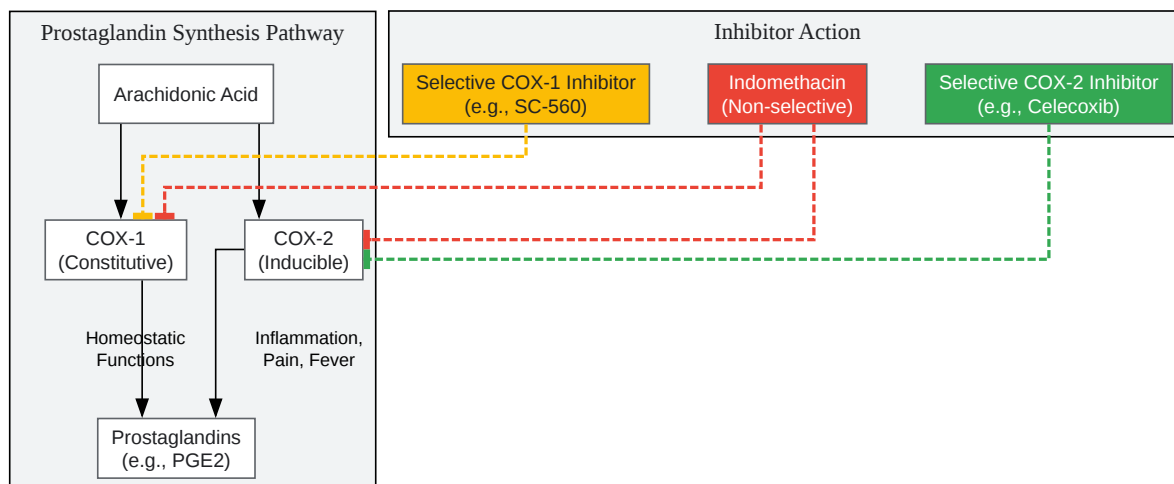 Prostaglandin Synthesis Pathway
Arachidonic Acid
COX-1
(Constitutive)
COX-2
(Inducible)
Homeostatic
Functions
Inflammation,
Pain, Fever
Prostaglandins
(e.g., PGE2)
Inhibitor Action
Selective COX-1 Inhibitor
(e.g., SC-560)
Indomethacin
(Non-selective)
Selective COX-2 Inhibitor
(e.g., Celecoxib)